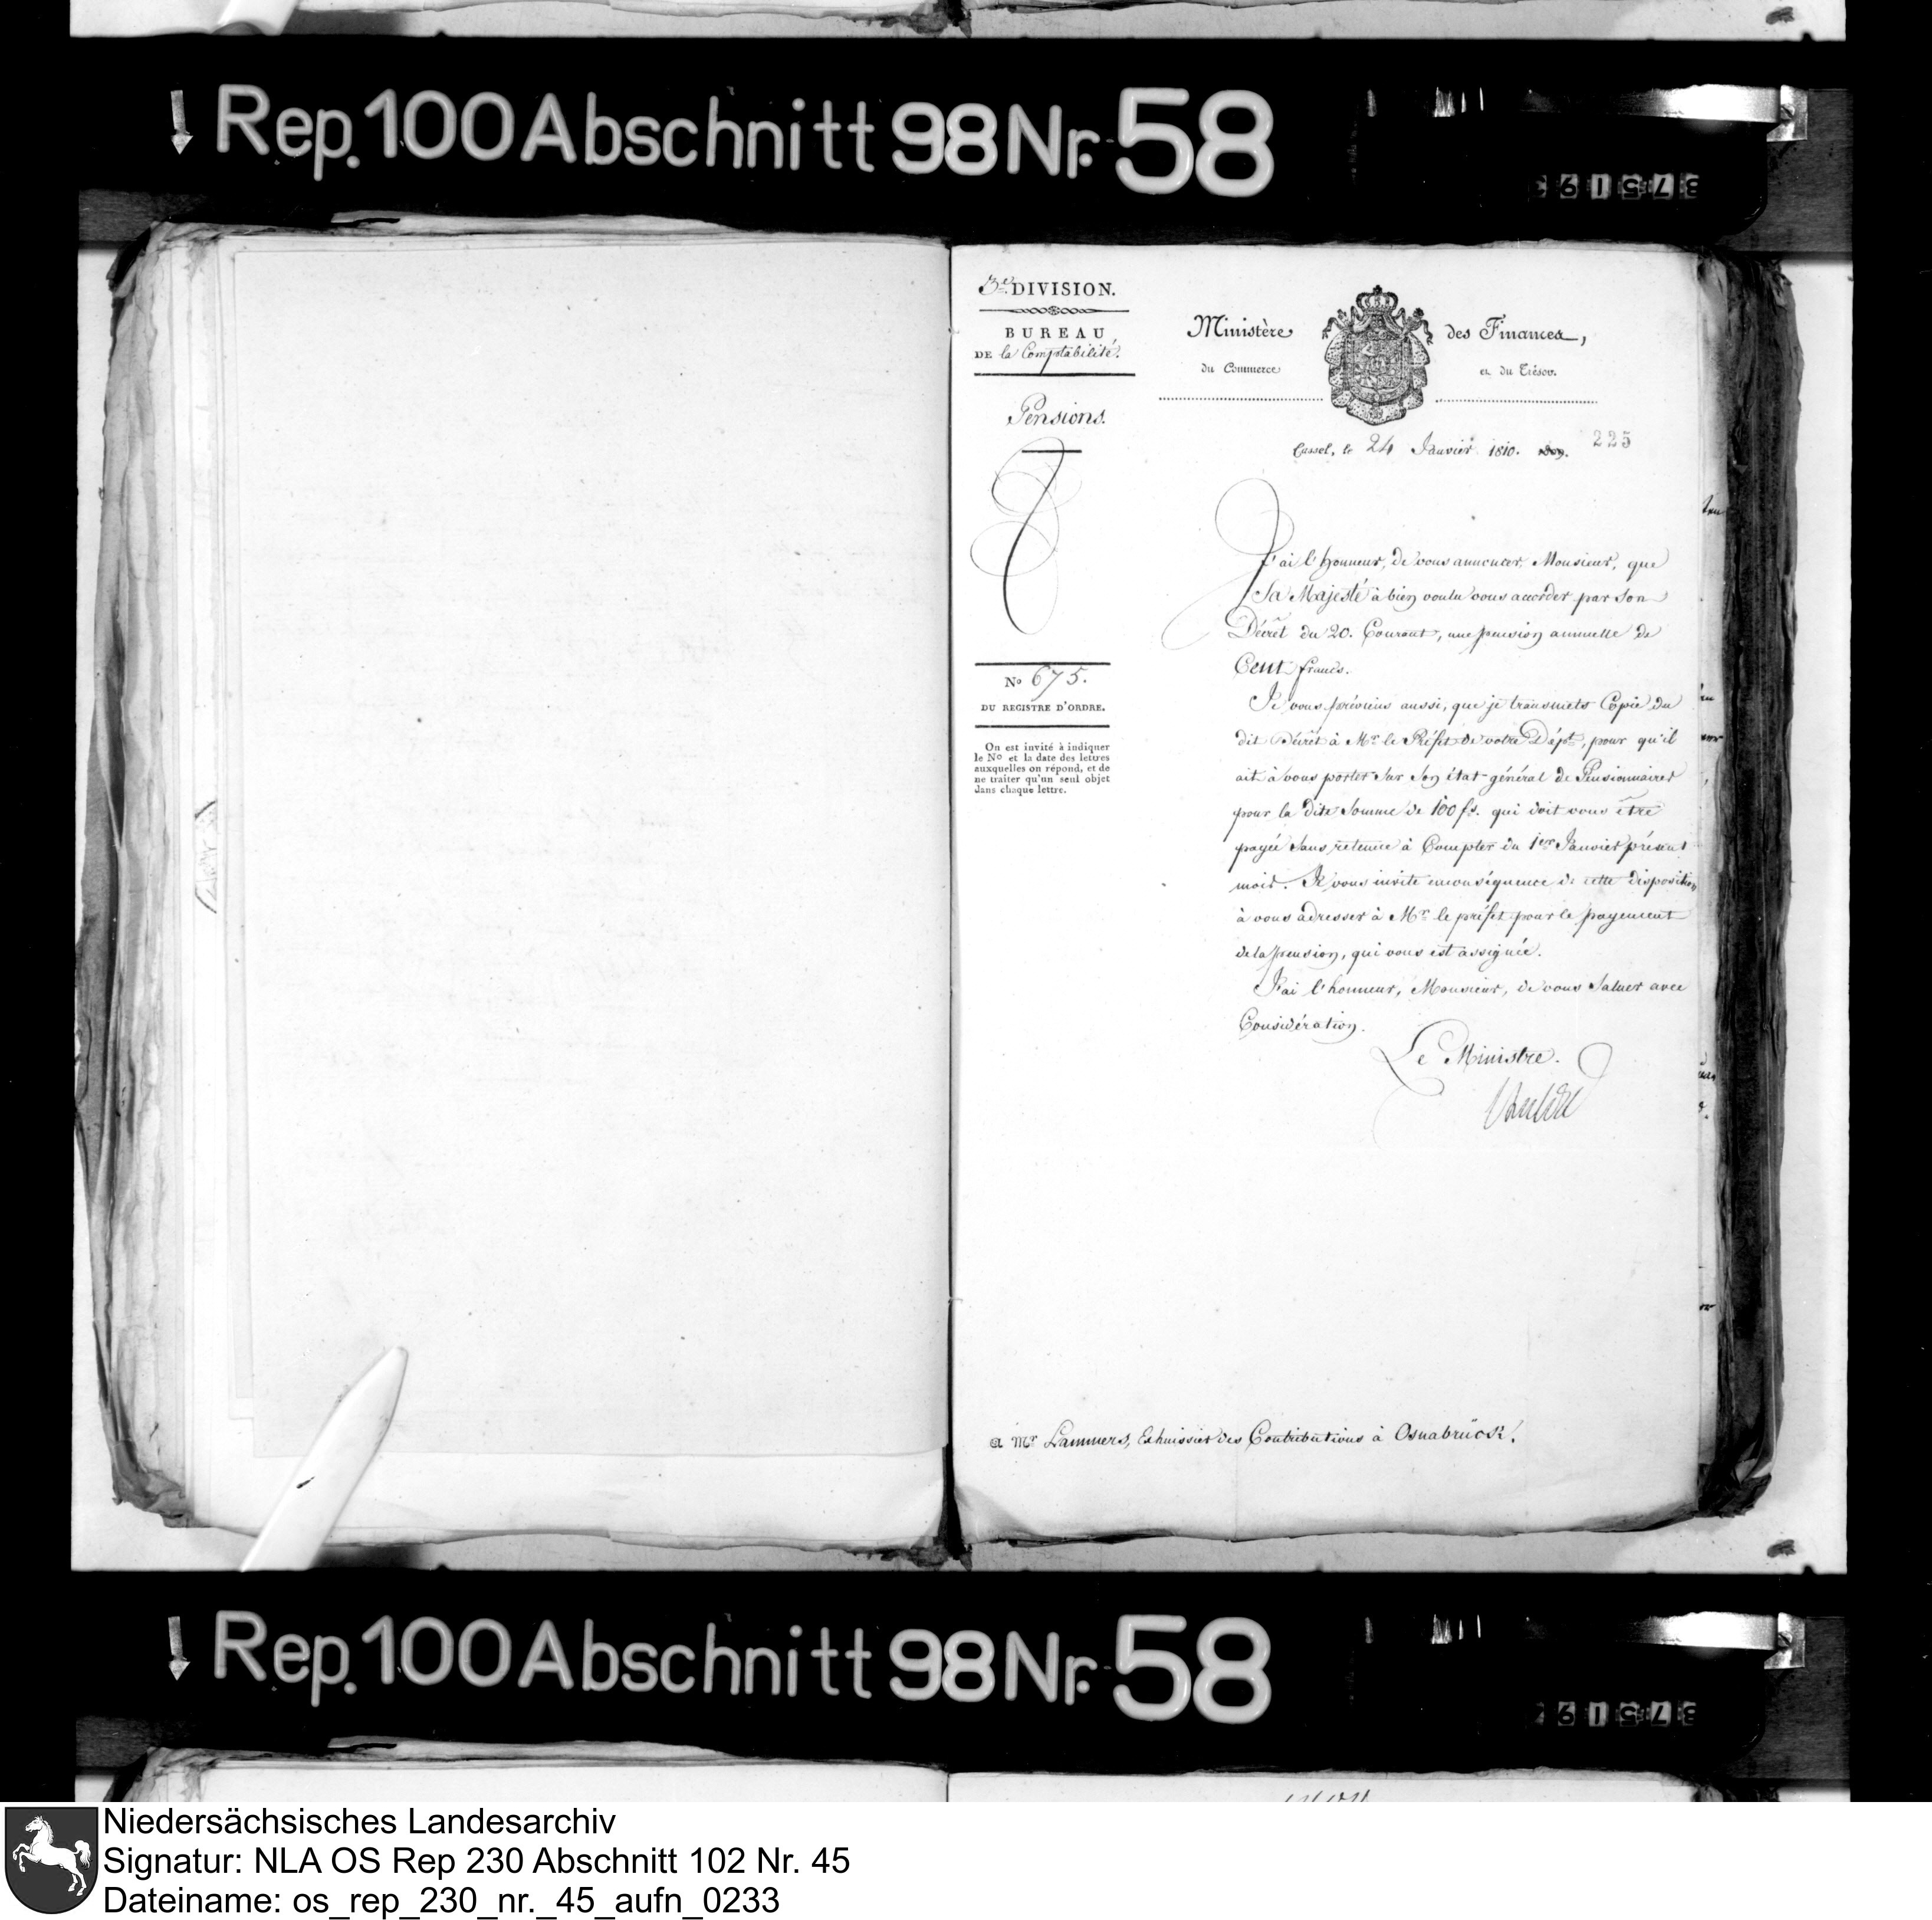 Rep. 100 Abschnitt 98 Nr. 58
3e DIVISION.
BUREAU
DE la Comptabilité.
Pensions.
Ministère des Finances,
du Commerce et du Trésor.
Cassel, le 24 Janvier 1810. 1809.
225
J'ai l'honneur, de vous annoncer, Monsieur, que
Sa Majesté à bien voulu vous accorder par Son
Décrêt du 20. Courant, une pension annuelle de
Cent francs.
Je vous préviens aussi, que je transmets Copie du
dit Décrêt à Mr. le Préfet de votre Dépt., pour qu'il
ait à vous porter sur Son état-général de Pensionnaires
pour la dite Somme de 100 fs. qui doit vous être
payée Sans retenue à Compter du 1er Janvier présent
mois. Je vous invite enconséquence de cette disposition
à vous adresser à Mr. le préfet pour le payement
de la pension, qui vous est assignée.
J'ai l'honneur, Monsieur, de vous Saluer avec
Considération.
Le Ministre.
No 675.
DU REGISTRE D'ORDRE.
On est invité à indiquer
le No et la date des lettres
auxquelles on répond, et de
ne traiter qu'un seul objet
dans chaque lettre.
a Mr Lammers, Exhuissier des Contributions à Osnabrück.
Rep. 100 Abschnitt 98 Nr. 58
Niedersächsisches Landesarchiv
Signatur: NLA OS Rep 230 Abschnitt 102 Nr. 45
Dateiname: os_rep_230_nr._45_aufn_0233